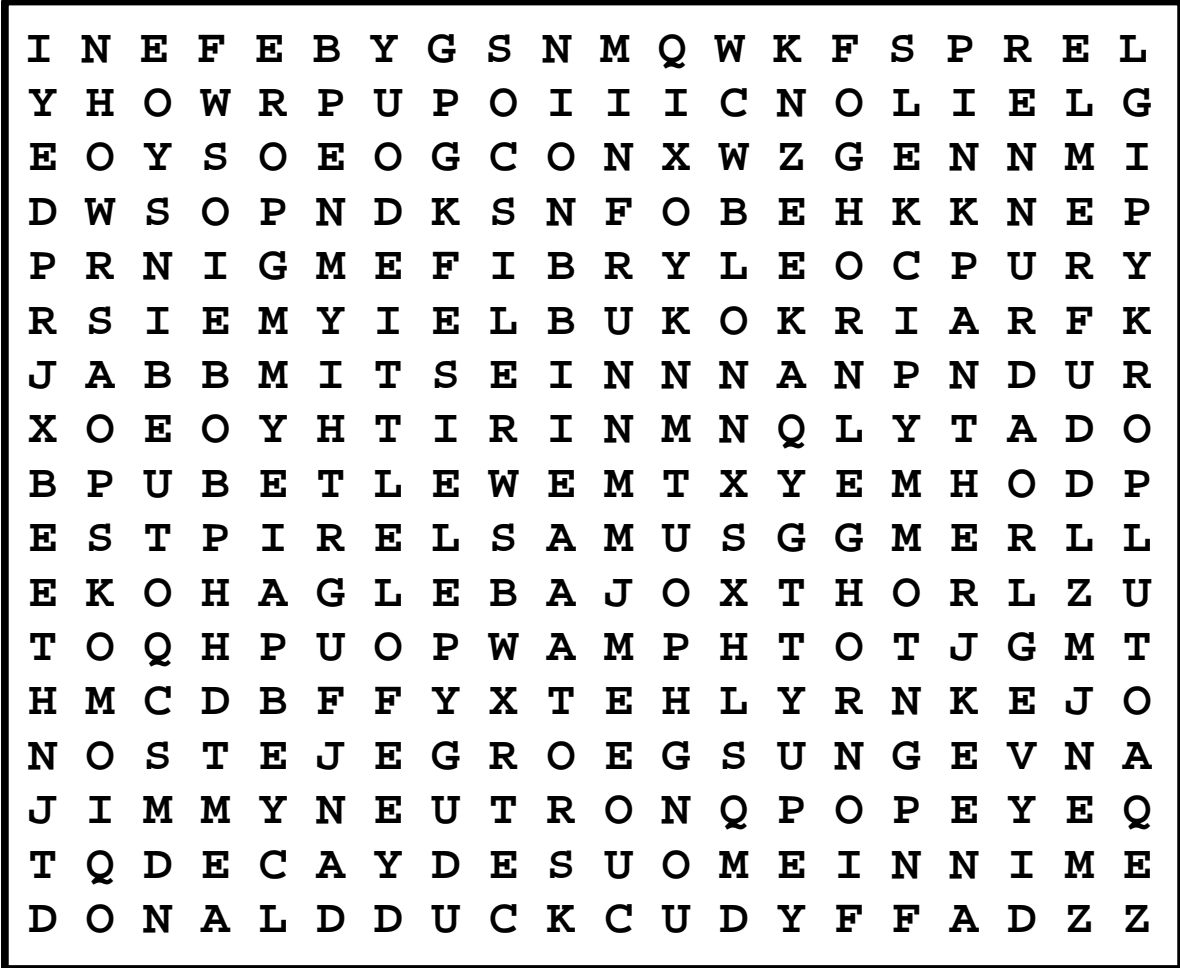 I N E F E B Y G S N M Q W K F S P R E L
Y H O W R P U P O I I I C N O L I E L G
E O Y S O E O G C O N X W Z G E N N M I
D W S O P N D K S N F O B E H K K N E P
P R N I G M E F I B R Y L E O C P U R Y
R S I E M Y I E L B U K O K R I A R F K
J A B B M I T S E I N N N A N P N D U R
X O E O Y H T I R I N M N Q L Y T A D O
B P U B E T L E W E M T X Y E M H O D P
E S T P I R E L S A M U S G G M E R L L
E K O H A G L E B A J O X T H O R L Z U
T O Q H P U O P W A M P H T O T J G M T
H M C D B F F Y X T E H L Y R N K E J O
N O S T E J E G R O E G S U N G E V N A
J I M M Y N E U T R O N Q P O P E Y E Q
T Q D E C A Y D E S U O M E I N N I M E
D O N A L D D U C K C U D Y F F A D Z Z